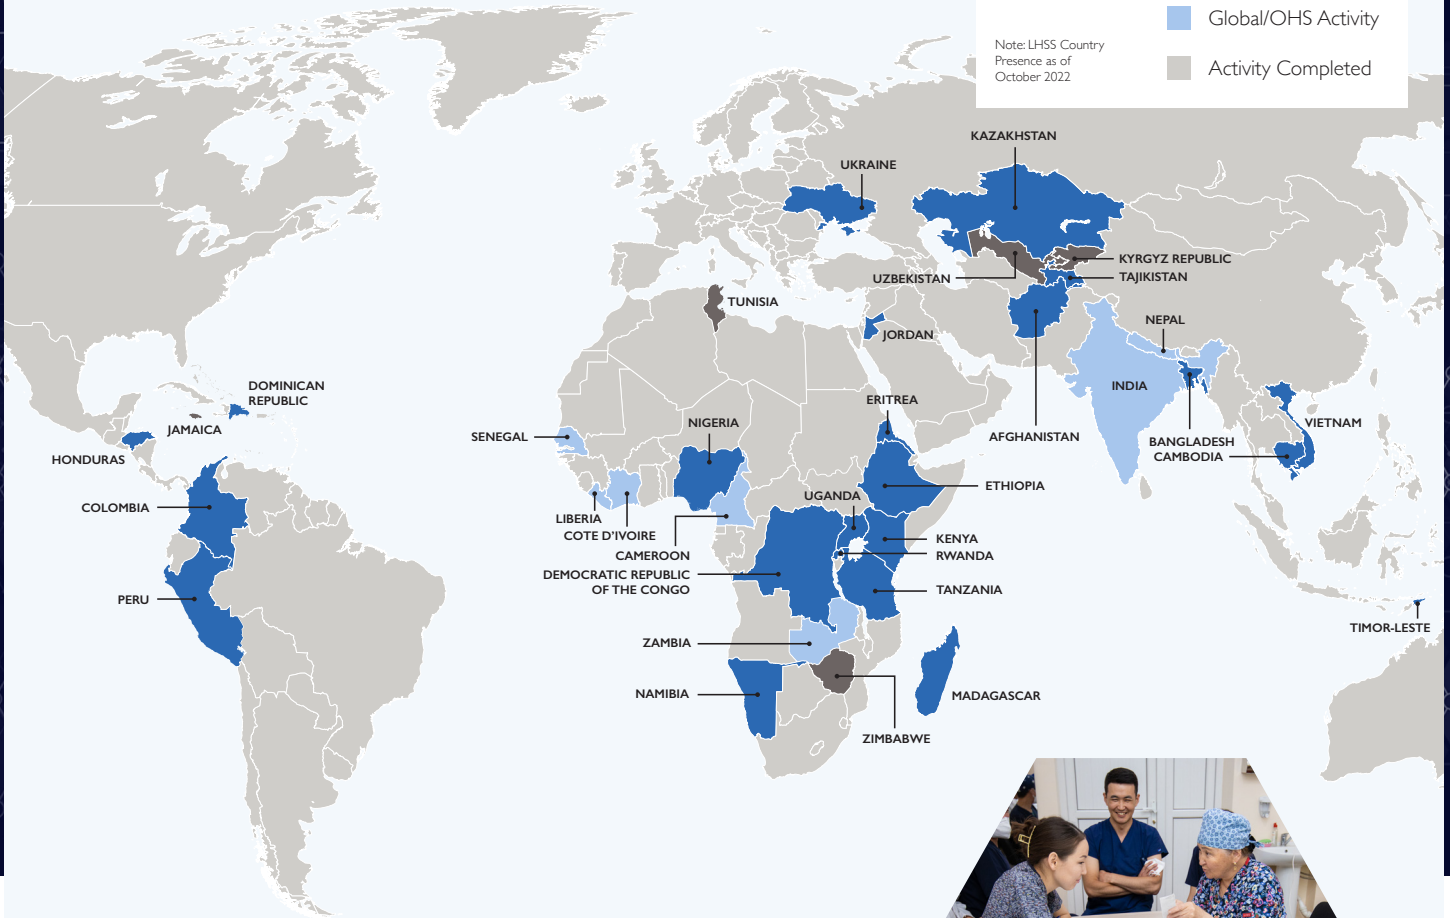 Global/OHS Activity
Note: LHSS Country
Presence as of
October 2022
Activity Completed
KAZAKHSTAN
UKRAINE
KYRGYZ REPUBLIC
TAJIKISTAN
UZBEKISTAN
TUNISIA
NEPAL
JORDAN
DOMINICAN
REPUBLIC
INDIA
ERITREA
JAMAICA
NIGERIA
VIETNAM
SENEGAL
AFGHANISTAN
BANGLADESH
CAMBODIA
HONDURAS
ETHIOPIA
UGANDA
COLOMBIA
LIBERIA
COTE D'IVOIRE
KENYA
CAMEROON
RWANDA
DEMOCRATIC REPUBLIC
OF THE CONGO
TANZANIA
PERU
TIMOR-LESTE
ZAMBIA
NAMIBIA
MADAGASCAR
ZIMBABWE